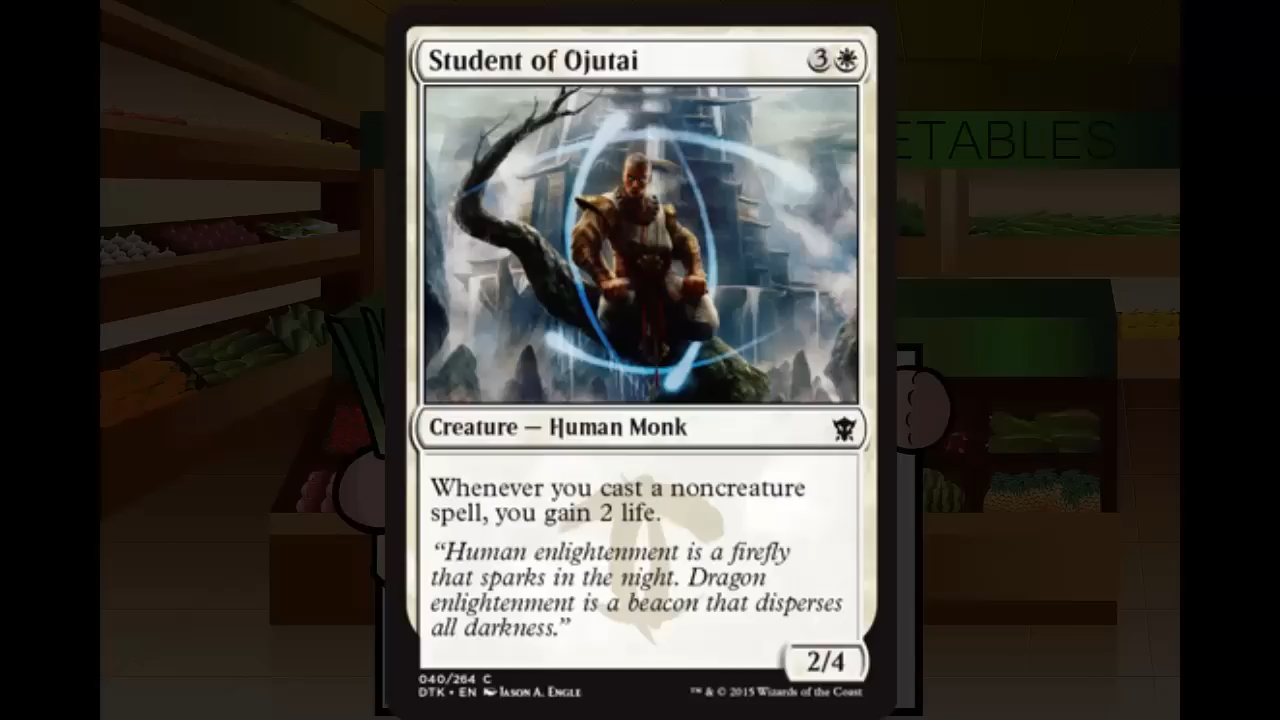 Student of Ojutai
3
ETABLES
Creature — Human Monk
Whenever you cast a noncreature
spell, you gain 2 life.
“Human enlightenment is a firefly
that sparks in the night. Dragon
enlightenment is a beacon that disperses
all darkness.”
2/4
040/264 C
DTK • EN Jason A. Engle
™ & © 2015 Wizards of the Coast